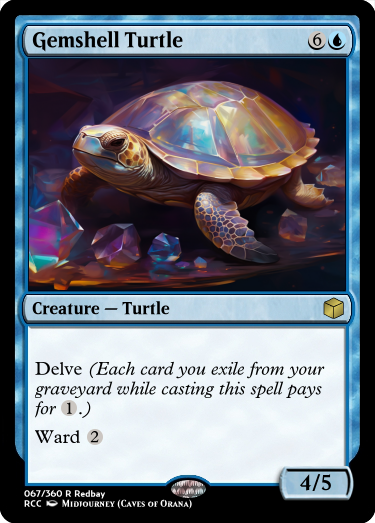 Gemshell Turtle 6
Creature — Turtle
Delve (Each card you exile from your
graveyard while casting this spell pays
for 1.)
Ward 2
4/5
067/360 R Redbay
RCC Midjourney (Caves of Orana)